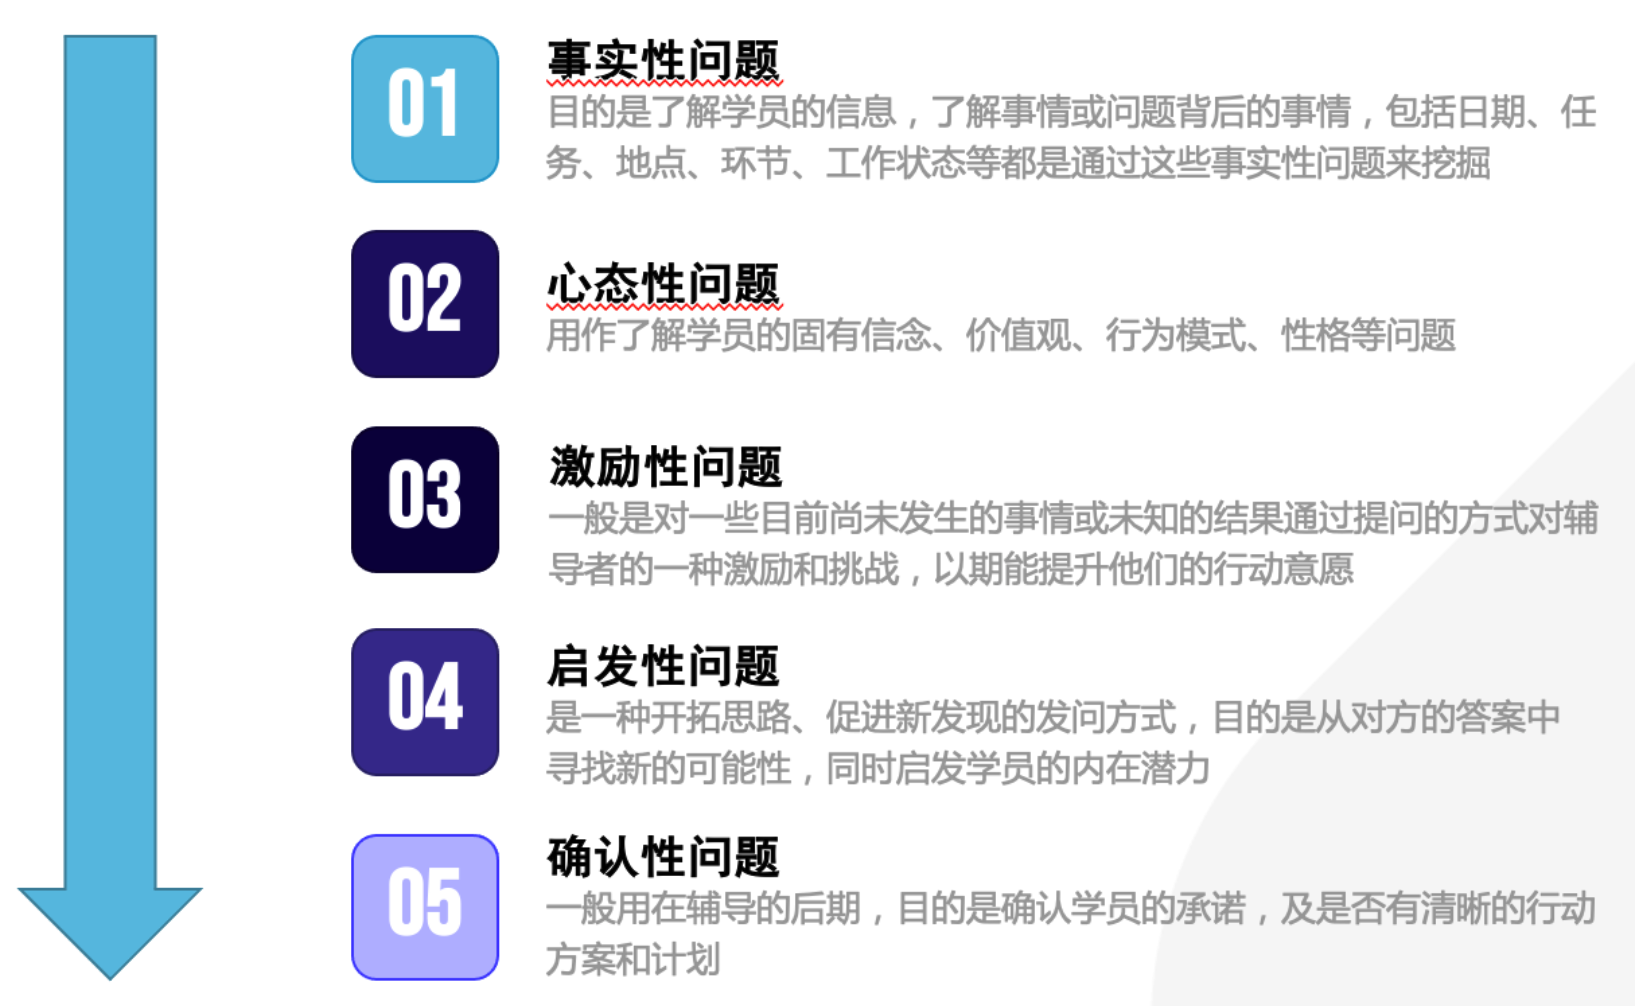 01
事实性问题
目的是了解学员的信息，了解事情或问题背后的事情，包括日期、任
务、地点、环节、工作状态等都是通过这些事实性问题来挖掘
02
心态性问题
用作了解学员的固有信念、价值观、行为模式、性格等问题
03
激励性问题
一般是对一些目前尚未发生的事情或未知的结果通过提问的方式对辅
导者的一种激励和挑战，以期能提升他们的行动意愿
04
启发性问题
是一种开拓思路、促进新发现的发问方式，目的是从对方的答案中
寻找新的可能性，同时启发学员的内在潜力
05
确认性问题
一般用在辅导的后期，目的是确认学员的承诺，及是否有清晰的行动
方案和计划